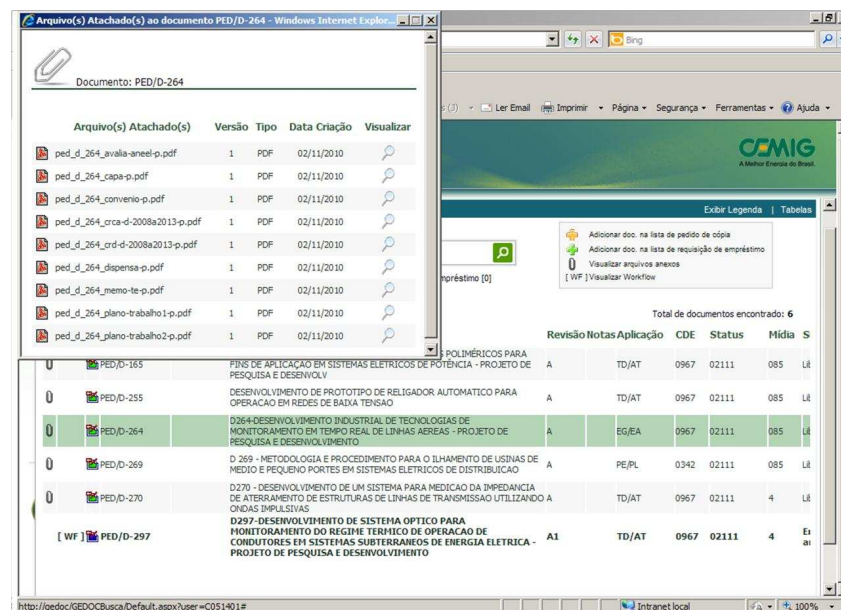 Arquivo(s) Atachado(s) ao documento PED/D-264 - Windows Internet Explor...
Documento: PED/D-264
Arquivo(s) Atachado(s) Versão Tipo Data Criação Visualizar
ped_d_264_avalia-aneel-p.pdf 1 PDF 02/11/2010
ped_d_264_capa-p.pdf 1 PDF 02/11/2010
ped_d_264_convenio-p.pdf 1 PDF 02/11/2010
ped_d_264_crca-d-2008a2013-p.pdf 1 PDF 02/11/2010
ped_d_264_crd-d-2008a2013-p.pdf 1 PDF 02/11/2010
ped_d_264_dispensa-p.pdf 1 PDF 02/11/2010
ped_d_264_memo-te-p.pdf 1 PDF 02/11/2010
ped_d_264_plano-trabalho1-p.pdf 1 PDF 02/11/2010
ped_d_264_plano-trabalho2-p.pdf 1 PDF 02/11/2010
Bing
(J) Ler Email Imprimir Página Segurança Ferramentas Ajuda
CEMIG
A Melhor Energia do Brasil.
Exibir Legenda | Tabelas
Adicionar doc. na lista de pedido de cópia
Adicionar doc. na lista de requisição de empréstimo
Visualizar arquivos anexos
[ WF ] Visualizar Workflow
empréstimo [0]
Total de documentos encontrado: 6
Revisão Notas Aplicação CDE Status Mídia S
POLIMÉRICOS PARA
PED/D-165 FINS DE APLICAÇÃO EM SISTEMAS ELETRICOS DE POTÊNCIA - PROJETO DE A TD/AT 0967 02111 085
PESQUISA E DESENVOLV
DESENVOLVIMENTO DE PROTOTIPO DE RELIGADOR AUTOMATICO PARA
PED/D-255 OPERACAO EM REDES DE BAIXA TENSAO A TD/AT 0967 02111 085
D264-DESENVOLVIMENTO INDUSTRIAL DE TECNOLOGIAS DE
PED/D-264 MONITORAMENTO EM TEMPO REAL DE LINHAS AEREAS - PROJETO DE A EG/EA 0967 02111 085
PESQUISA E DESENVOLVIMENTO
D 269 - METODOLOGIA E PROCEDIMENTO PARA O ILHAMENTO DE USINAS DE
PED/D-269 MEDIO E PEQUENO PORTES EM SISTEMAS ELETRICOS DE DISTRIBUICAO A PE/PL 0342 02111 085
D270 - DESENVOLVIMENTO DE UM SISTEMA PARA MEDICAO DA IMPEDANCIA
PED/D-270 DE ATERRAMENTO DE ESTRUTURAS DE LINHAS DE TRANSMISSAO UTILIZANDO A TD/AT 0967 02111 4
ONDAS IMPULSIVAS
D297-DESENVOLVIMENTO DE SISTEMA OPTICO PARA
[ WF ] PED/D-297 MONITORAMENTO DO REGIME TERMICO DE OPERACAO DE A1 TD/AT 0967 02111 4
CONDUTORES EM SISTEMAS SUBTERRANEOS DE ENERGIA ELETRICA -
PROJETO DE PESQUISA E DESENVOLVIMENTO
http://gedoc/GEDOCBusca/Default.aspx?user=C051401# Intranet local 100%